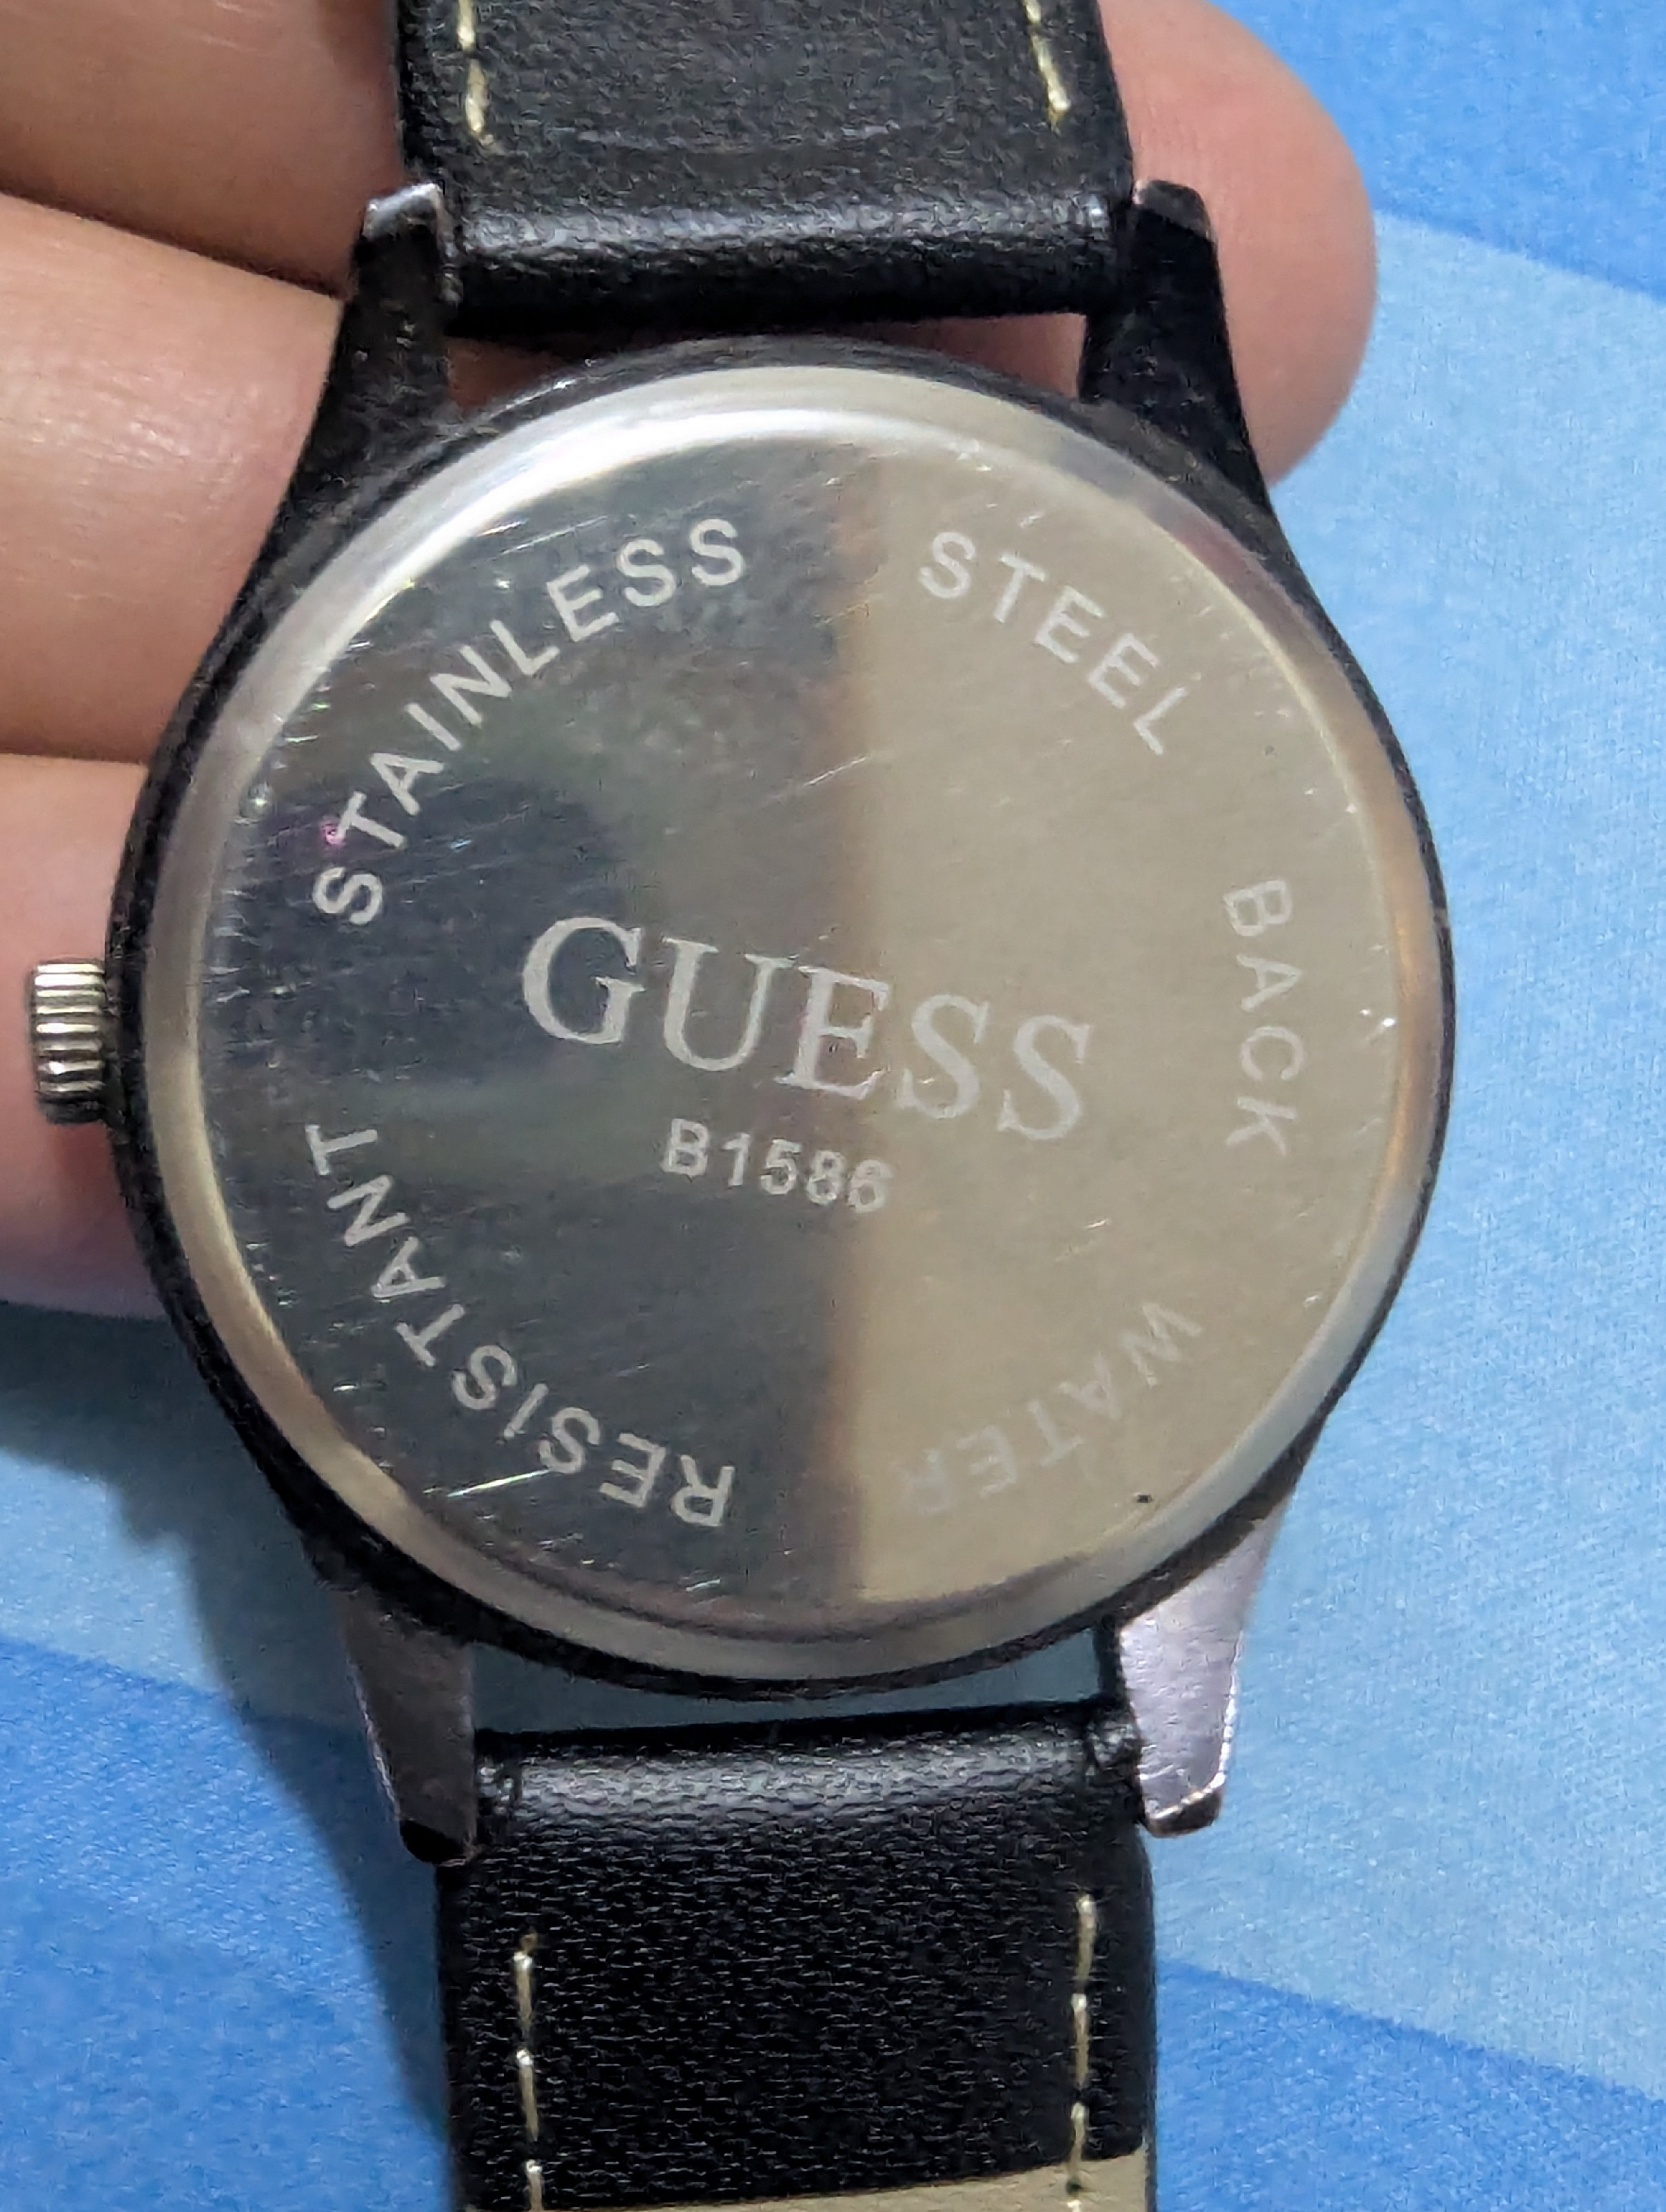 STAINLESS STEEL BACK WATER RESISTANT
GUESS
B1586